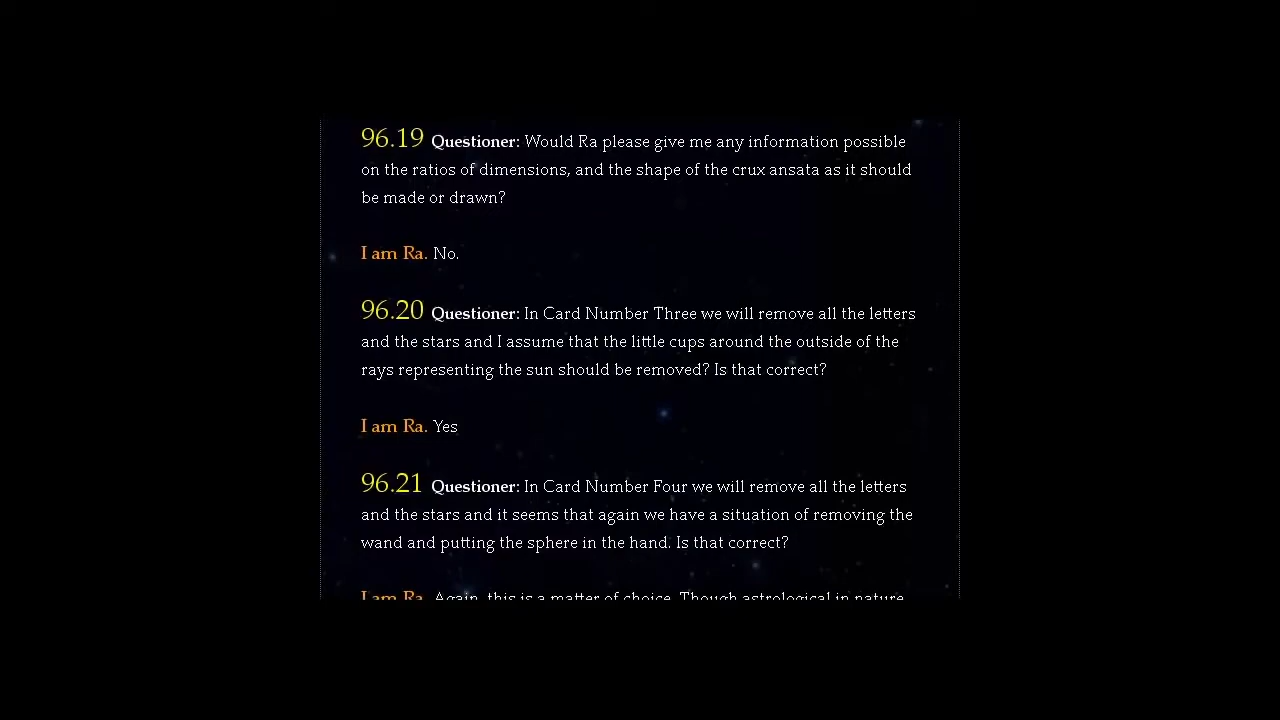 96.19 Questioner: Would Ra please give me any information possible
on the ratios of dimensions, and the shape of the crux ansata as it should
be made or drawn?
I am Ra. No.
96.20 Questioner: In Card Number Three we will remove all the letters
and the stars and I assume that the little cups around the outside of the
rays representing the sun should be removed? Is that correct?
I am Ra. Yes
96.21 Questioner: In Card Number Four we will remove all the letters
and the stars and it seems that again we have a situation of removing the
wand and putting the sphere in the hand. Is that correct?
I am Ra. Again, this is a matter of choice. Though astrological in nature